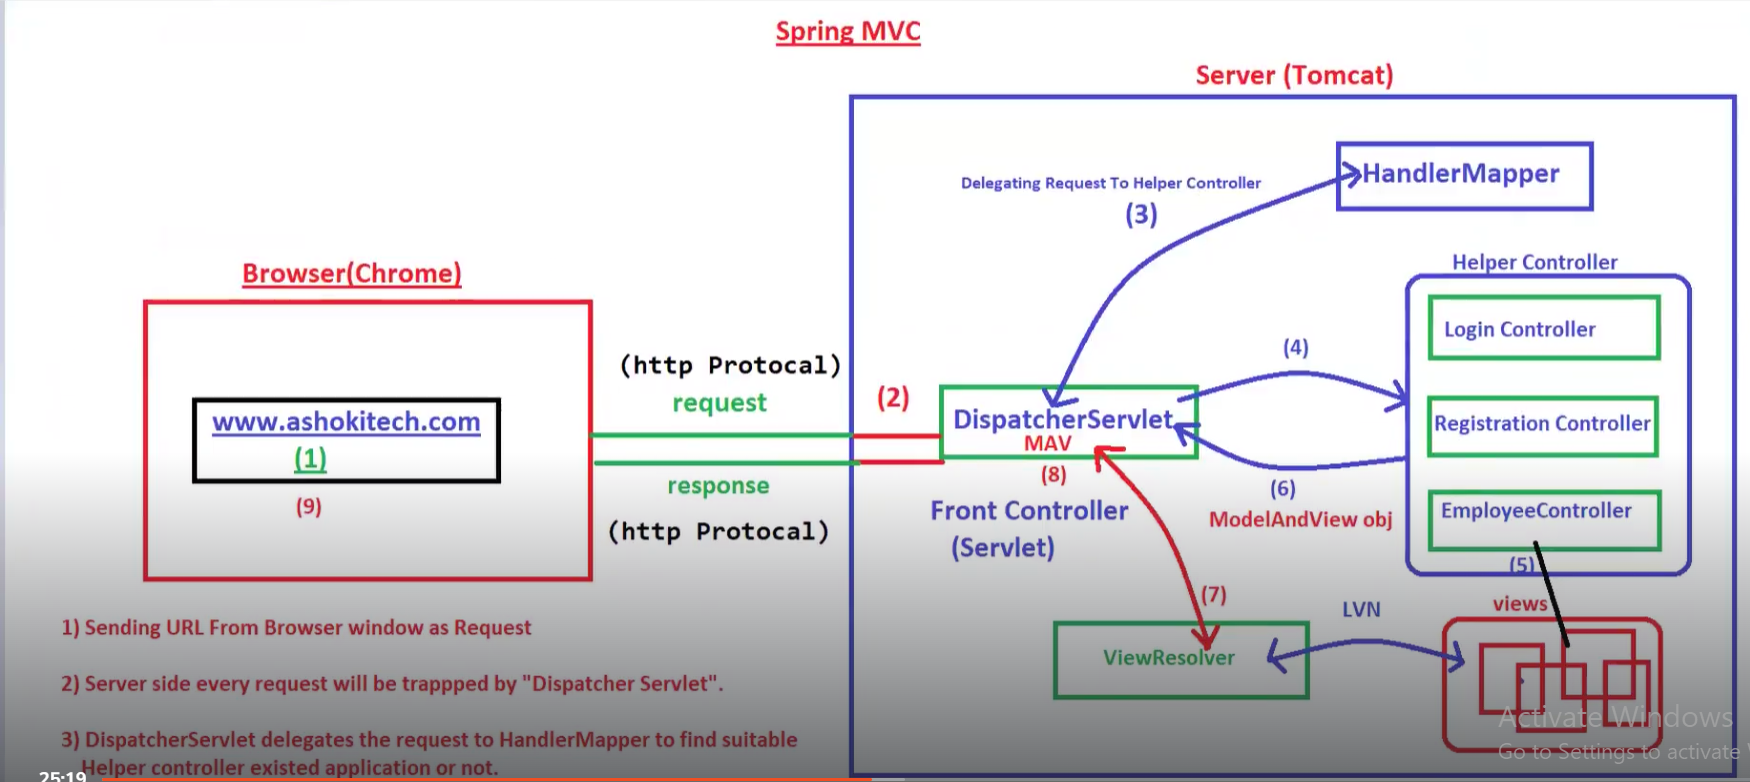 Spring MVC
Server (Tomcat)
HandlerMapper
Delegating Request To Helper Controller
(3)
Helper Controller
Browser(Chrome)
Login Controller
(4)
(http Protocal)
request
(2)
www.ashokitech.com
(1)
DispatcherServlet
MAV
(8)
Registration Controller
response
(9)
(http Protocal)
Front Controller
(Servlet)
(6)
ModelAndView obj
EmployeeController
(5)
(7)
LVN
views
ViewResolver
1) Sending URL From Browser window as Request
2) Server side every request will be trappped by "Dispatcher Servlet".
3) DispatcherServlet delegates the request to HandlerMapper to find suitable
Helper controller existed application or not.
Activate Windows
Go to Settings to activate
25:19